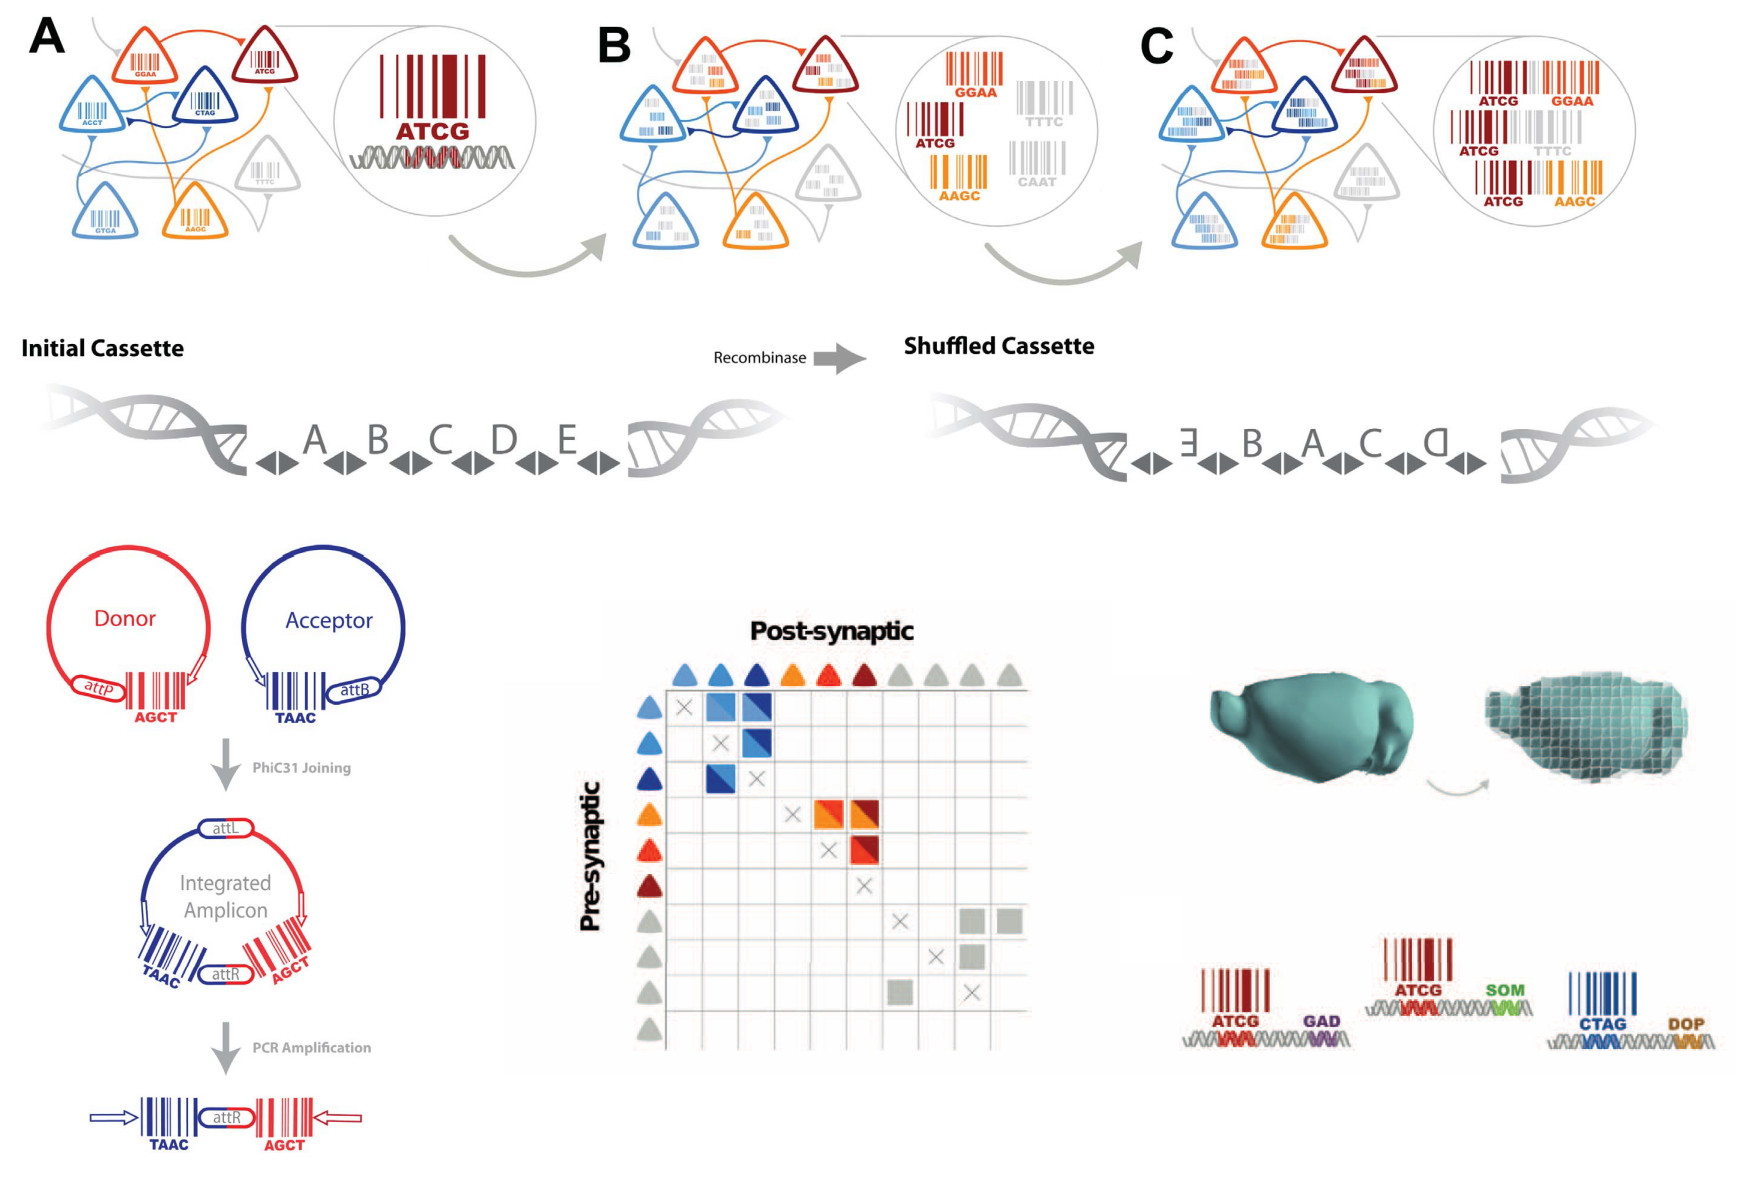 A
GGAA
ATCG
ACCT
CTAG
TTTC
GTGA
AAGC
ATCG
B
GGAA
TTTC
ATCG
CAAT
AAGC
C
ATCG GGAA
ATCG TTTC
ATCG AAGC
Initial Cassette
Recombinase
Shuffled Cassette
A B C D E
E B A C D
Donor
attP
AGCT
Acceptor
attB
TAAC
PhiC31 Joining
attL
Integrated
Amplicon
TAAC
attR
AGCT
PCR Amplification
attR
TAAC
AGCT
Post-synaptic
Pre-synaptic
ATCG GAD
ATCG SOM
CTAG DOP